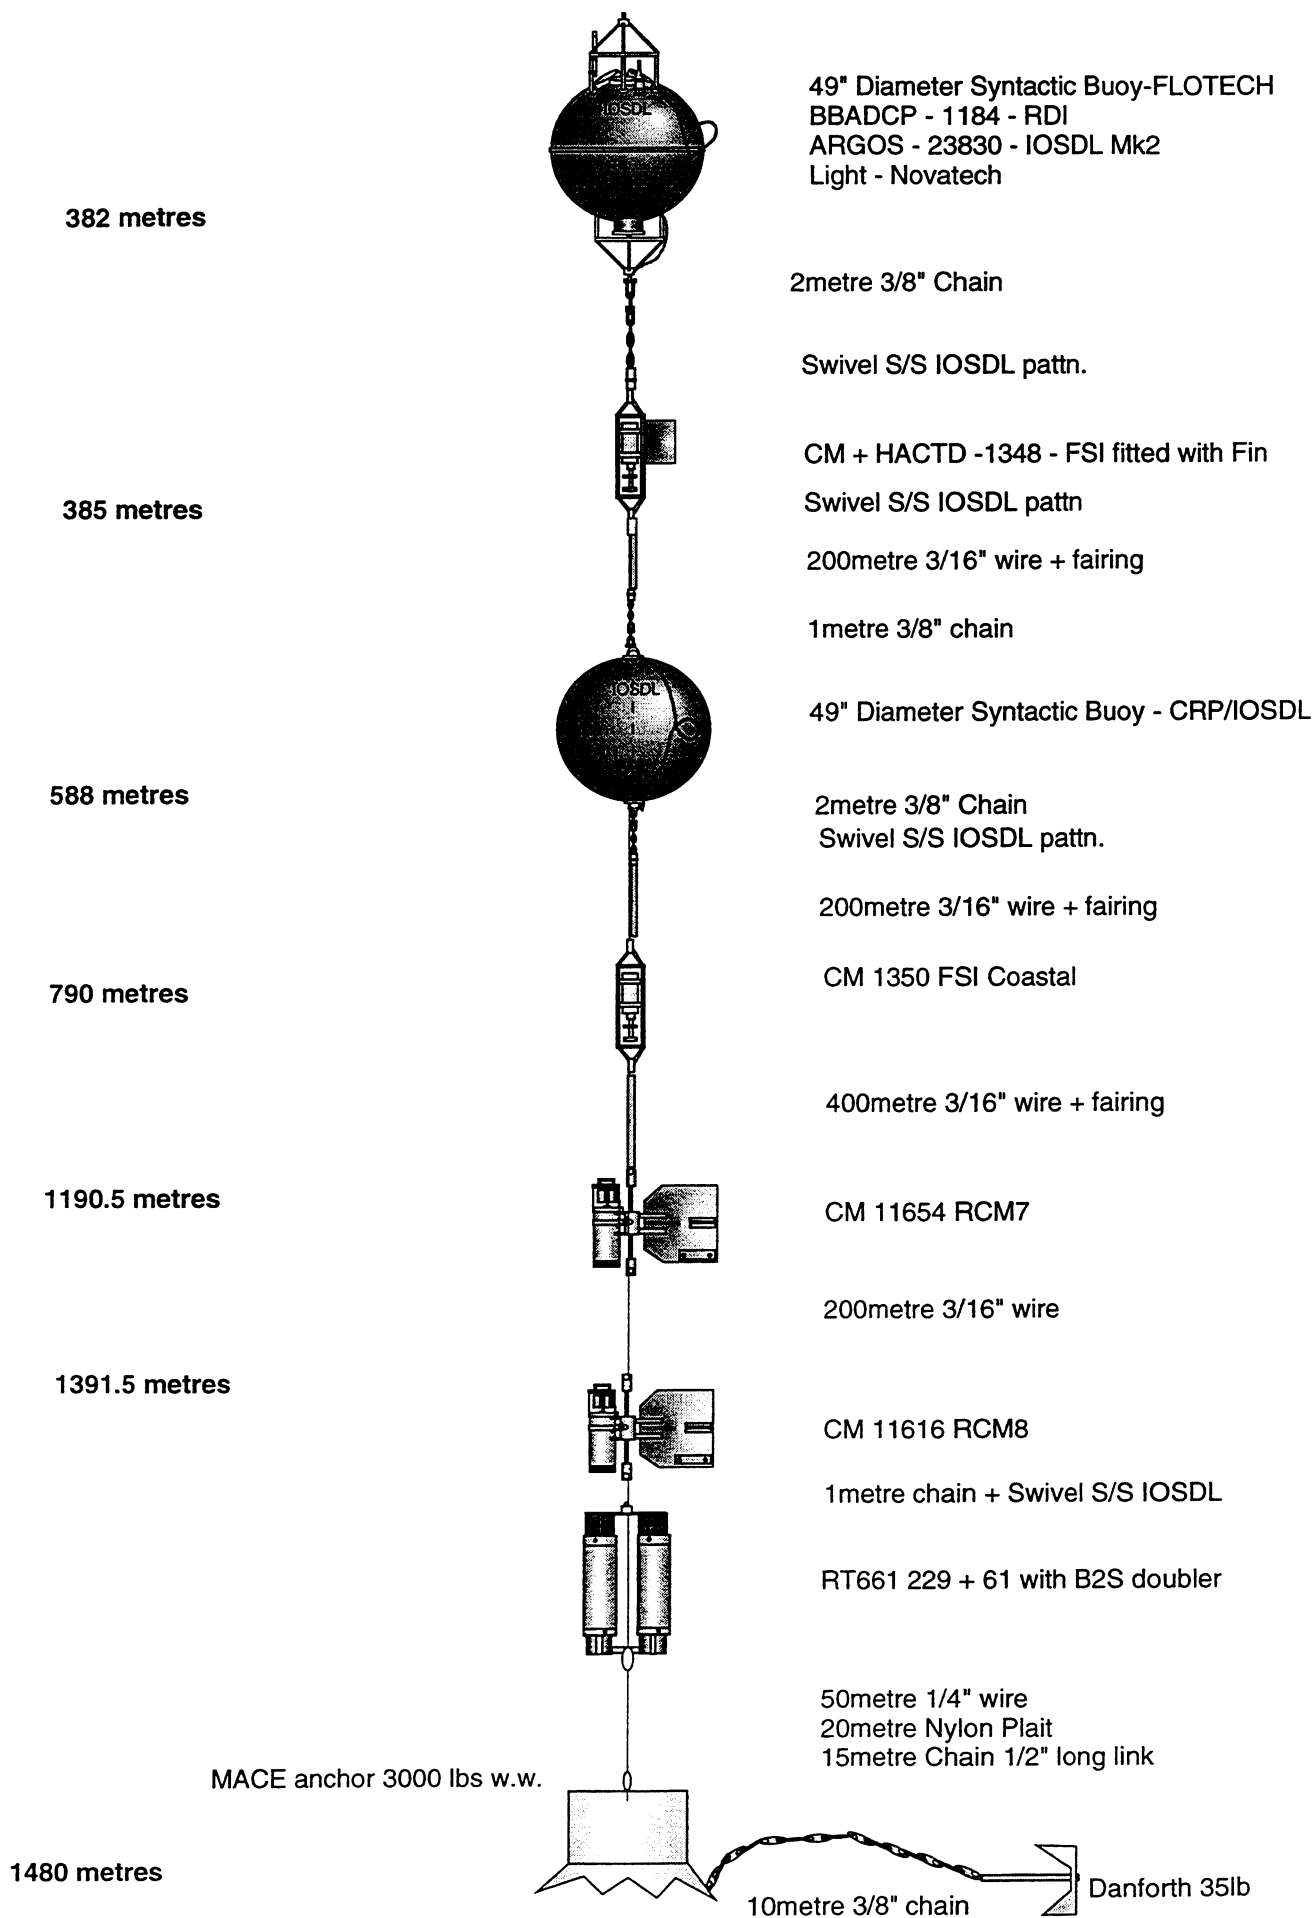 49" Diameter Syntactic Buoy-FLOTECH
BBADCP - 1184 - RDI
ARGOS - 23830 - IOSDL Mk2
Light - Novatech
IOSDL
382 metres
2metre 3/8" Chain
Swivel S/S IOSDL pattn.
CM + HACTD -1348 - FSI fitted with Fin
Swivel S/S IOSDL pattn
385 metres
200metre 3/16" wire + fairing
1metre 3/8" chain
IOSDL
49" Diameter Syntactic Buoy - CRP/IOSDL
588 metres
2metre 3/8" Chain
Swivel S/S IOSDL pattn.
200metre 3/16" wire + fairing
CM 1350 FSI Coastal
790 metres
400metre 3/16" wire + fairing
1190.5 metres
CM 11654 RCM7
200metre 3/16" wire
1391.5 metres
CM 11616 RCM8
1metre chain + Swivel S/S IOSDL
RT661 229 + 61 with B2S doubler
50metre 1/4" wire
20metre Nylon Plait
15metre Chain 1/2" long link
MACE anchor 3000 lbs w.w.
1480 metres
Danforth 35lb
10metre 3/8" chain